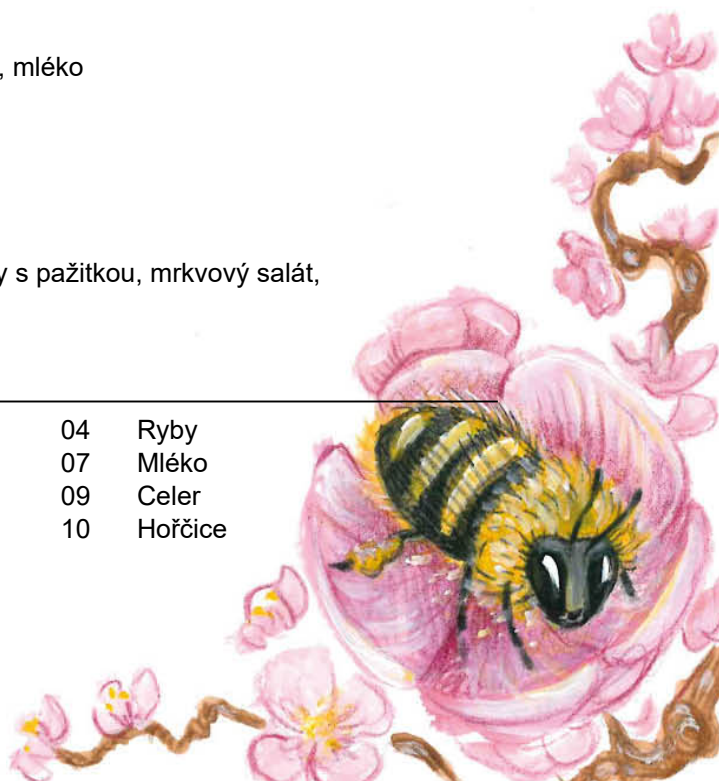 , mléko
y s pažitkou, mrkvový salát,
04 Ryby
07 Mléko
09 Celer
10 Hořčice